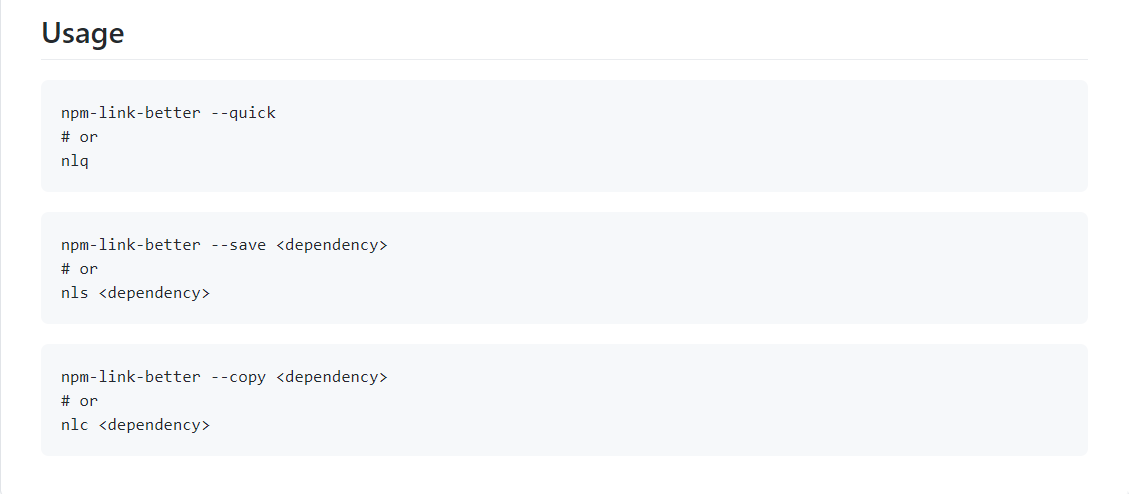 Usage
npm-link-better --quick
# or
nlq
npm-link-better --save <dependency>
# or
nls <dependency>
npm-link-better --copy <dependency>
# or
nlc <dependency>